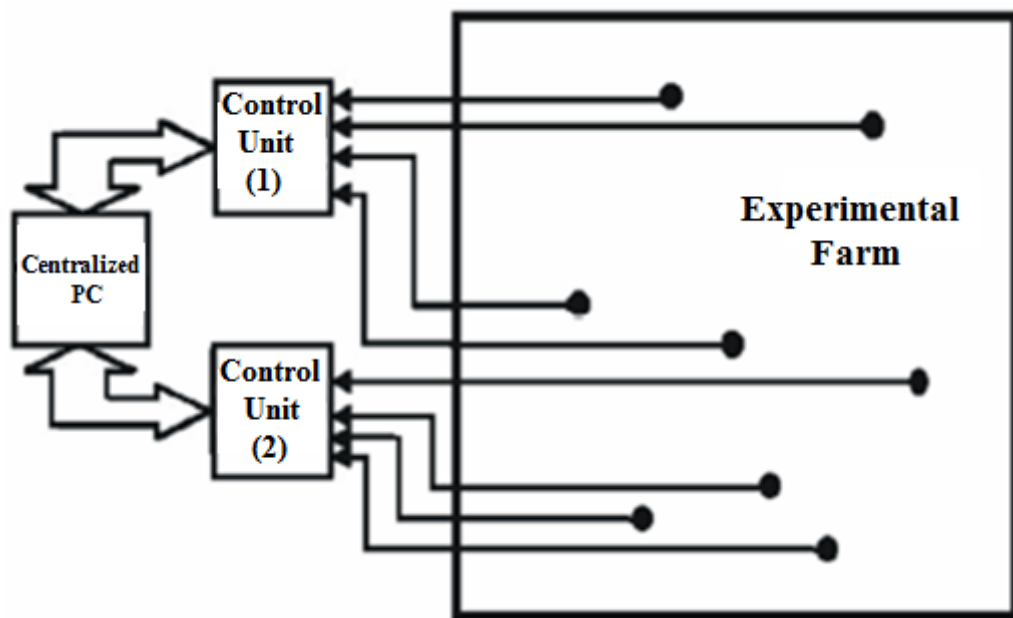 Control
Unit
(1)
Experimental
Farm
Centralized
PC
Control
Unit
(2)